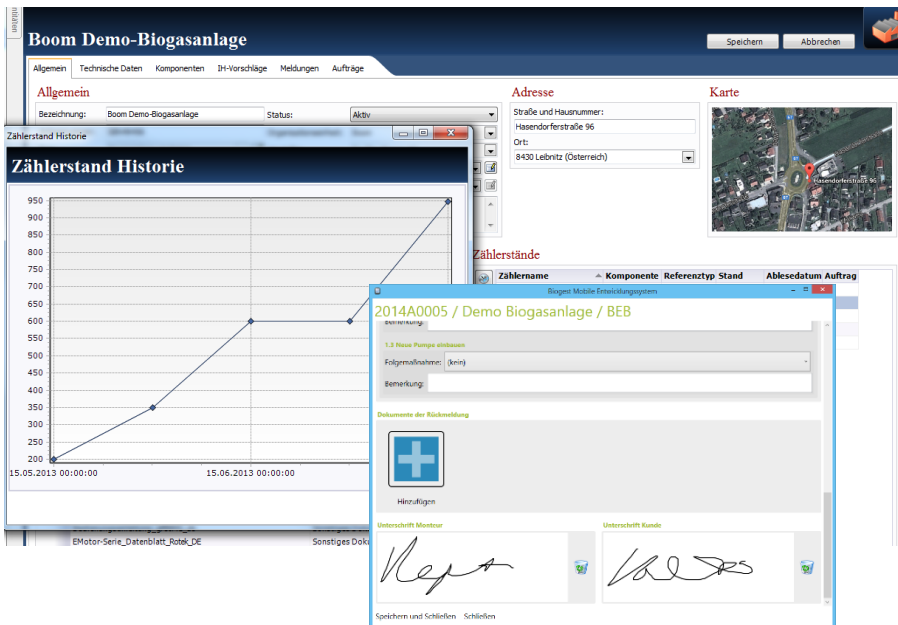 ntitäten
Boom Demo-Biogasanlage
Speichern Abbrechen
Allgemein Technische Daten Komponenten IH-Vorschläge Meldungen Aufträge
Allgemein
Bezeichnung: Boom Demo-Biogasanlage Status: Aktiv
Adresse
Straße und Hausnummer:
Hasendorferstraße 96
Ort:
8430 Leibnitz (Österreich)
Karte
Hasendorferstraße 96
Zählerstand Historie
Zählerstand Historie
950
900
850
800
750
700
650
600
550
500
450
400
350
300
250
200
15.05.2013 00:00:00 15.06.2013 00:00:00
Zählerstände
Zählername Komponente Referenztyp Stand Ablesedatum Auftrag
Biogest Mobile Entwicklungsystem
2014A0005 / Demo Biogasanlage / BEB
Bemerkung:
1.3 Neue Pumpe einbauen
Folgemaßnahme: (kein)
Bemerkung:
Dokumente der Rückmeldung
Hinzufügen
Unterschrift Monteur Unterschrift Kunde
Speichern und Schließen Schließen
EMotor-Serie_Datenblatt_Rotek_DE Sonstiges Doku